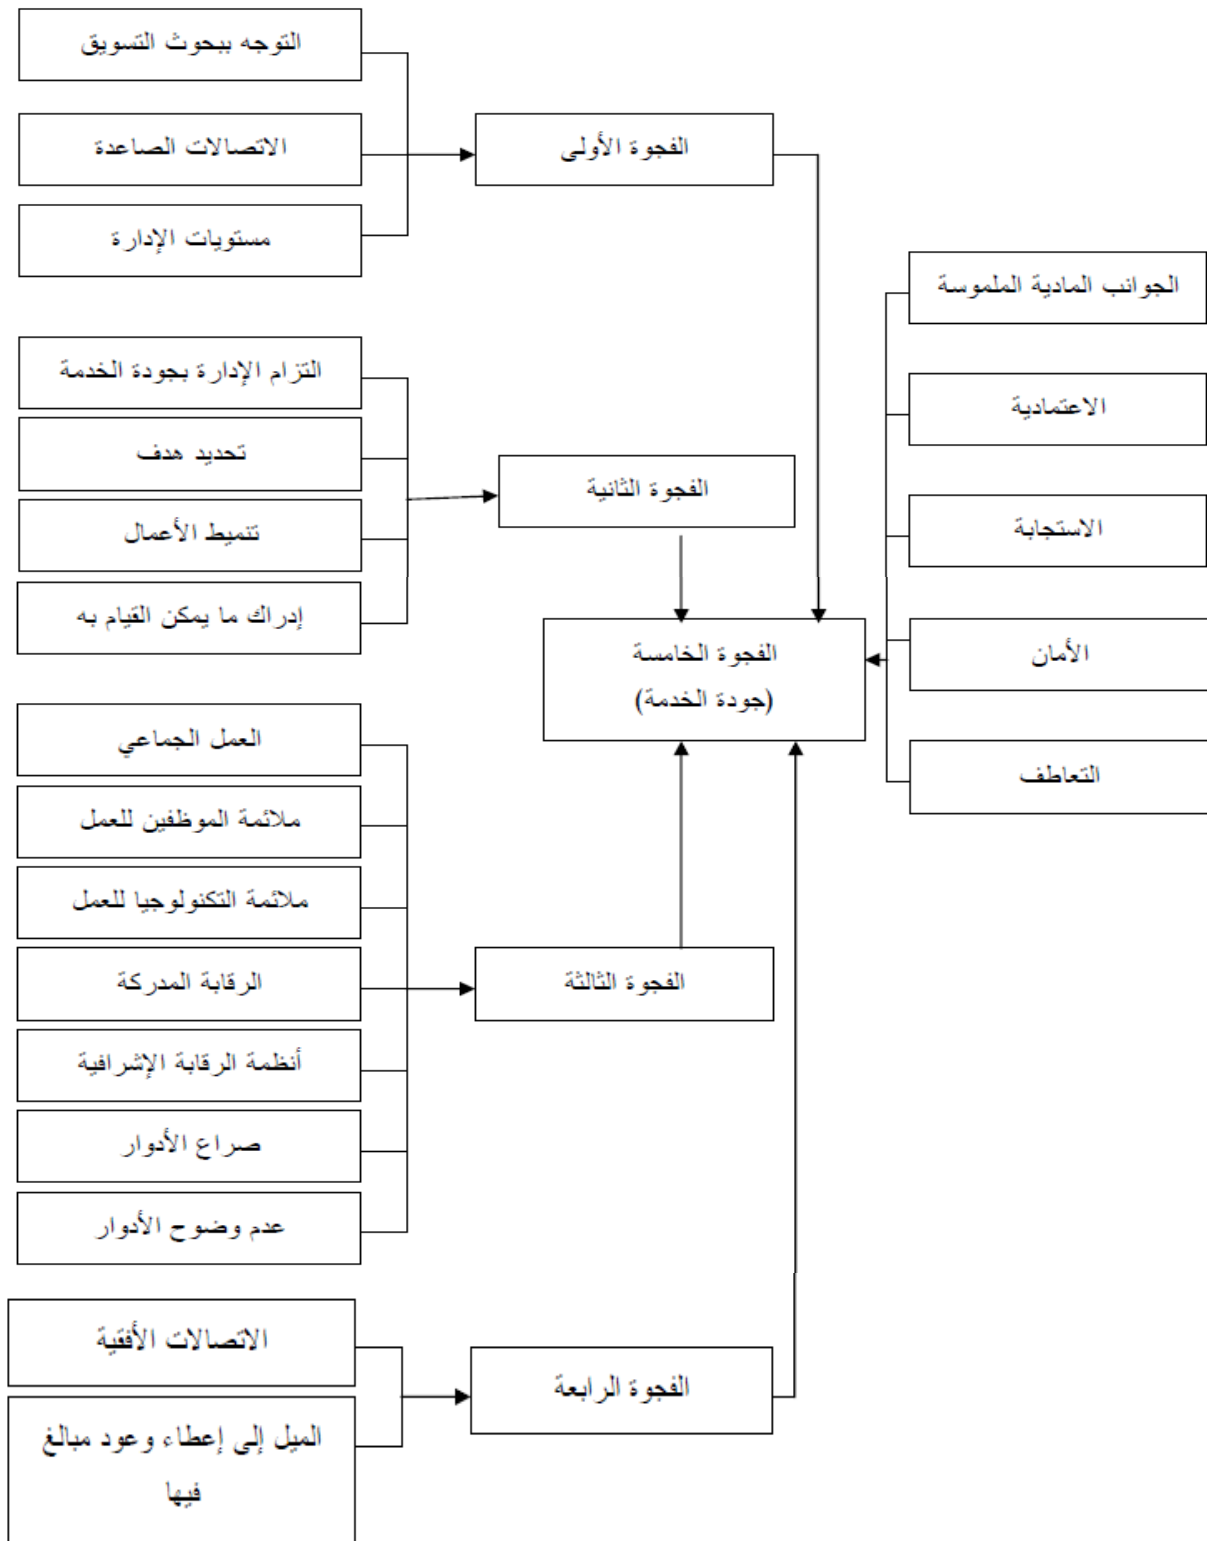 التوجه ببحوث التسويق
الاتصالات الصاعدة
مستويات الإدارة
الفجوة الأولى
التزام الإدارة بجودة الخدمة
تحديد هدف
تنميط الأعمال
إدراك ما يمكن القيام به
الفجوة الثانية
العمل الجماعي
ملائمة الموظفين للعمل
ملائمة التكنولوجيا للعمل
الرقابة المدركة
أنظمة الرقابة الإشرافية
صراع الأدوار
عدم وضوح الأدوار
الفجوة الثالثة
الاتصالات الأفقية
الميل إلى إعطاء وعود مبالغ
فيها
الفجوة الرابعة
الفجوة الخامسة
(جودة الخدمة)
الجوانب المادية الملموسة
الاعتمادية
الاستجابة
الأمان
التعاطف